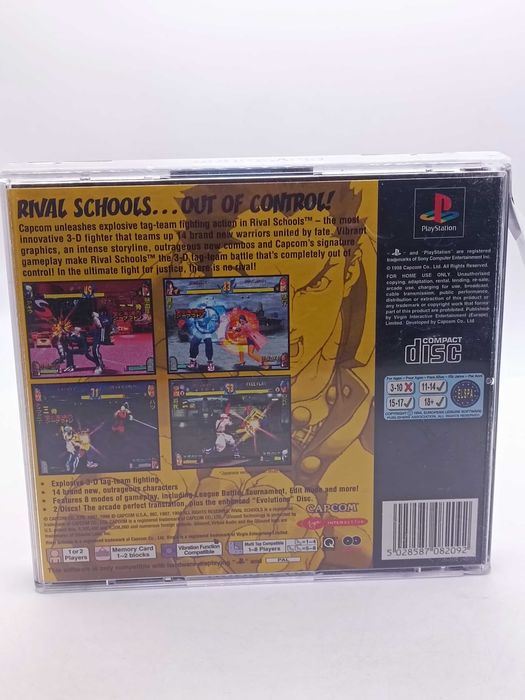 RIVAL SCHOOLS... OUT OF CONTROL!
Capcom unleashes explosive tag-team fighting action in Rival Schools™ – the most
innovative 3-D fighter that teams up 14 brand new warriors united by fate. Vibrant
graphics, an intense storyline, outrageous new combos and Capcom's signature
gameplay make Rival Schools™ the 3-D tag-team battle that's completely out of
control! In the ultimate fight for justice, there is no rival!
• Explosive 3-D tag-team fighting
• 14 brand new, outrageous characters
• Features 8 modes of gameplay, including League Battle, Tournament, Edit Mode and more!
• 2 Discs! The arcade perfect translation, plus the enhanced "Evolution" Disc.
CAPCOM
Virgin INTERACTIVE
1 or 2
Players
Memory Card
1–2 blocks
Vibration Function
Compatible
Multi Tap Compatible
1–8 Players
PAL
PlayStation
and "PlayStation" are registered
trademarks of Sony Computer Entertainment Inc.
© 1998 Capcom Co., Ltd. All Rights Reserved.
FOR HOME USE ONLY. Unauthorised
copying, adaptation, rental, lending, re-sale,
arcade use, charging for use, broadcast,
cable transmission, public performance,
distribution or extraction of this product or
any trademark or copyright work that forms
part of this product are prohibited. Published
by Virgin Interactive Entertainment (Europe)
Limited. Developed by Capcom Co., Ltd.
COMPACT
disc
3-10
11-14
15-17
18+
ELSPA
5 028587 082092